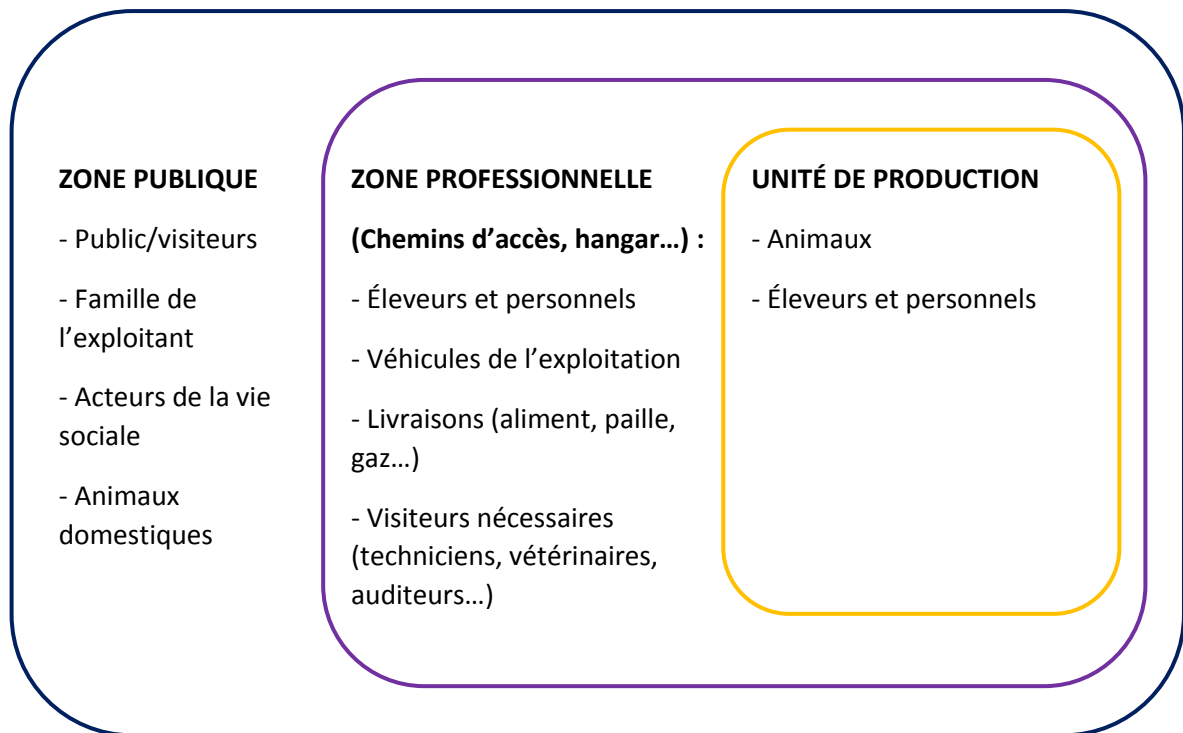 ZONE PUBLIQUE
- Public/visiteurs
- Famille de
l’exploitant
- Acteurs de la vie
sociale
- Animaux
domestiques
ZONE PROFESSIONNELLE
(Chemins d’accès, hangar…) :
- Éleveurs et personnels
- Véhicules de l’exploitation
- Livraisons (aliment, paille,
gaz…)
- Visiteurs nécessaires
(techniciens, vétérinaires,
auditeurs…)
UNITÉ DE PRODUCTION
- Animaux
- Éleveurs et personnels